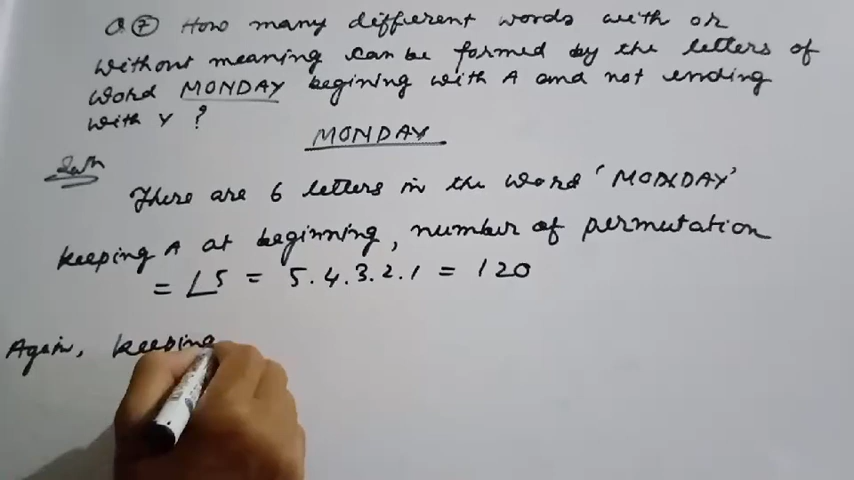 Q. 7 How many different words with or
without meaning can be formed by the letters of
word MONDAY begining with A and not ending
with Y ?
MONDAY
Soln
There are 6 letters in the word 'MONDAY'
keeping A at beginning, number of permutation
= ∟5 = 5.4.3.2.1 = 120
Again, keeping